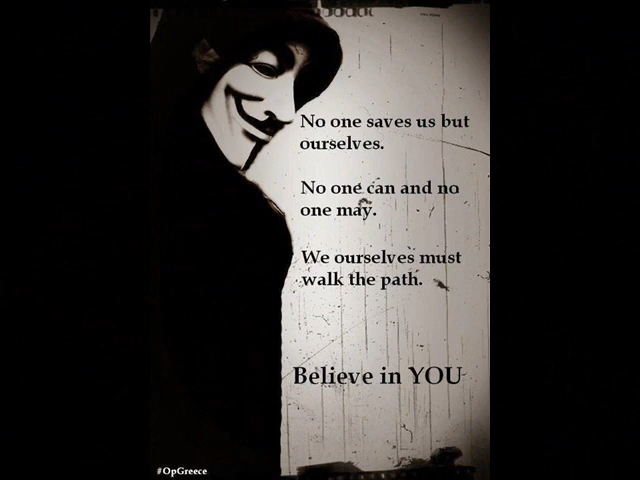 No one saves us but
ourselves.
No one can and no
one may.
We ourselves must
walk the path.
Believe in YOU
#OpGreece